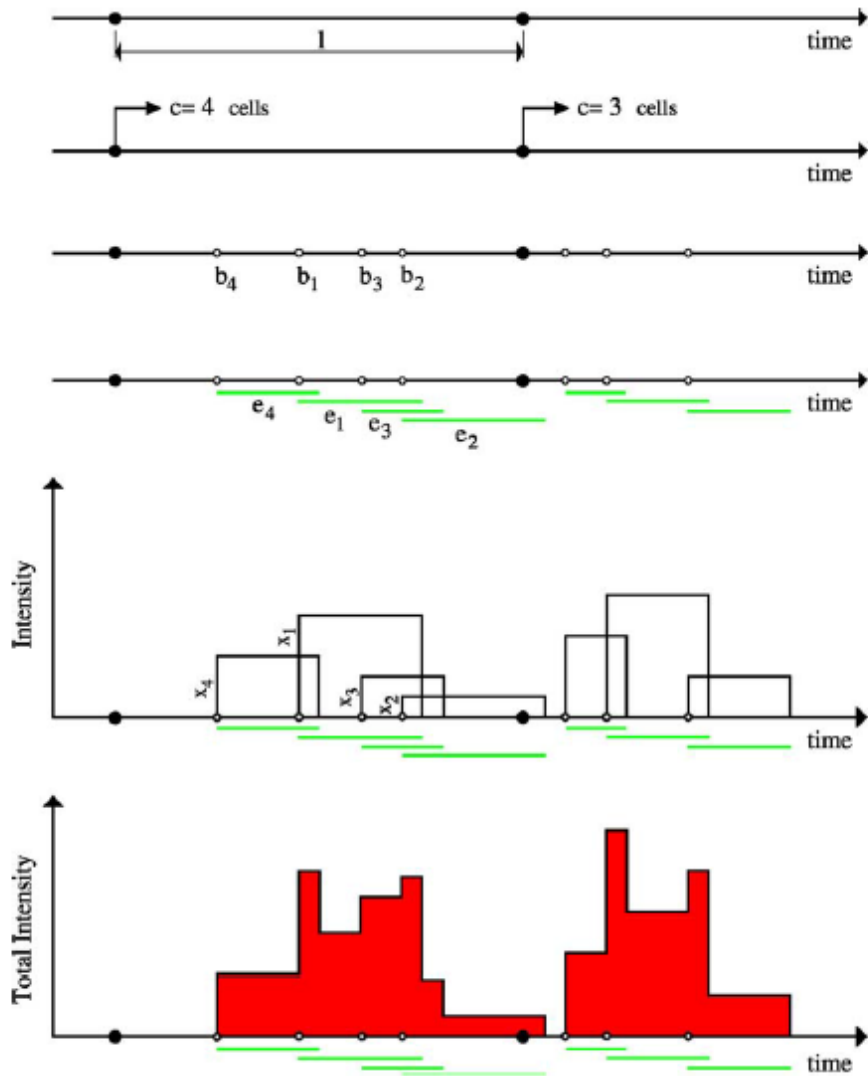 time
1
c= 4 cells
c= 3 cells
time
b4 b1 b3 b2
time
e4 e1 e3 e2
time
Intensity
x4 x1 x3 x2
time
Total Intensity
time